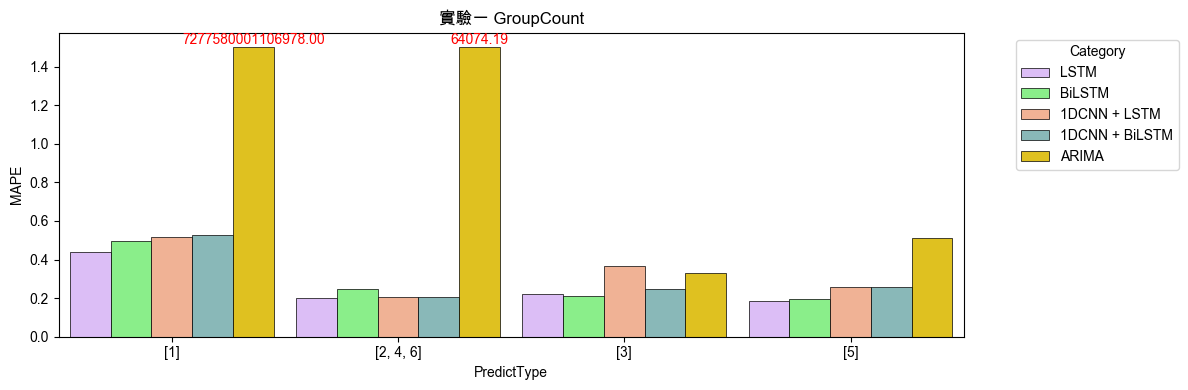 實驗一 GroupCount
7277580001106978.00
64074.19
1.4
1.2
1.0
0.8
0.6
0.4
0.2
0.0
MAPE
[1]
[2, 4, 6]
[3]
[5]
PredictType
Category
LSTM
BiLSTM
1DCNN + LSTM
1DCNN + BiLSTM
ARIMA